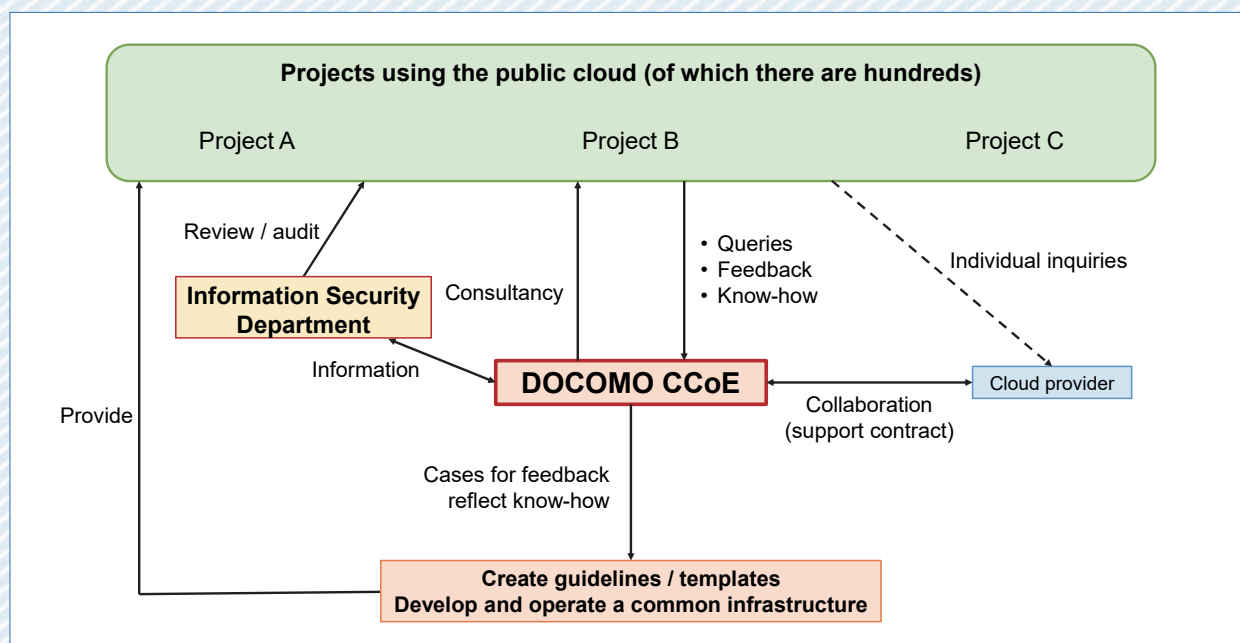 Projects using the public cloud (of which there are hundreds)
Project A
Project B
Project C
Review / audit
• Queries
• Feedback
• Know-how
Individual inquiries
Information Security
Department
Consultancy
Information
DOCOMO CCoE
Cloud provider
Collaboration
(support contract)
Provide
Cases for feedback
reflect know-how
Create guidelines / templates
Develop and operate a common infrastructure